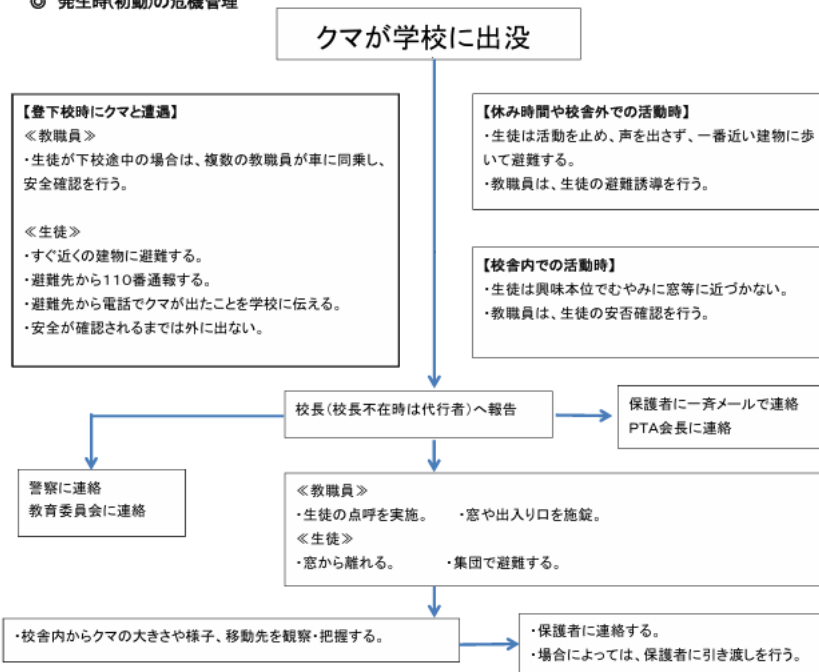 ◎ 発生時(初動)の危機管理
クマが学校に出没
【登下校時にクマと遭遇】
≪教職員≫
・生徒が下校途中の場合は、複数の教職員が車に同乗し、
安全確認を行う。
≪生徒≫
・すぐ近くの建物に避難する。
・避難先から110番通報する。
・避難先から電話でクマが出たことを学校に伝える。
・安全が確認されるまでは外に出ない。
【休み時間や校舎外での活動時】
・生徒は活動を止め、声を出さず、一番近い建物に歩
いて避難する。
・教職員は、生徒の避難誘導を行う。
【校舎内での活動時】
・生徒は興味本位でむやみに窓等に近づかない。
・教職員は、生徒の安否確認を行う。
校長(校長不在時は代行者)へ報告
保護者に一斉メールで連絡
PTA会長に連絡
警察に連絡
教育委員会に連絡
≪教職員≫
・生徒の点呼を実施。 ・窓や出入り口を施錠。
≪生徒≫
・窓から離れる。 ・集団で避難する。
・校舎内からクマの大きさや様子、移動先を観察・把握する。
・保護者に連絡する。
・場合によっては、保護者に引き渡しを行う。